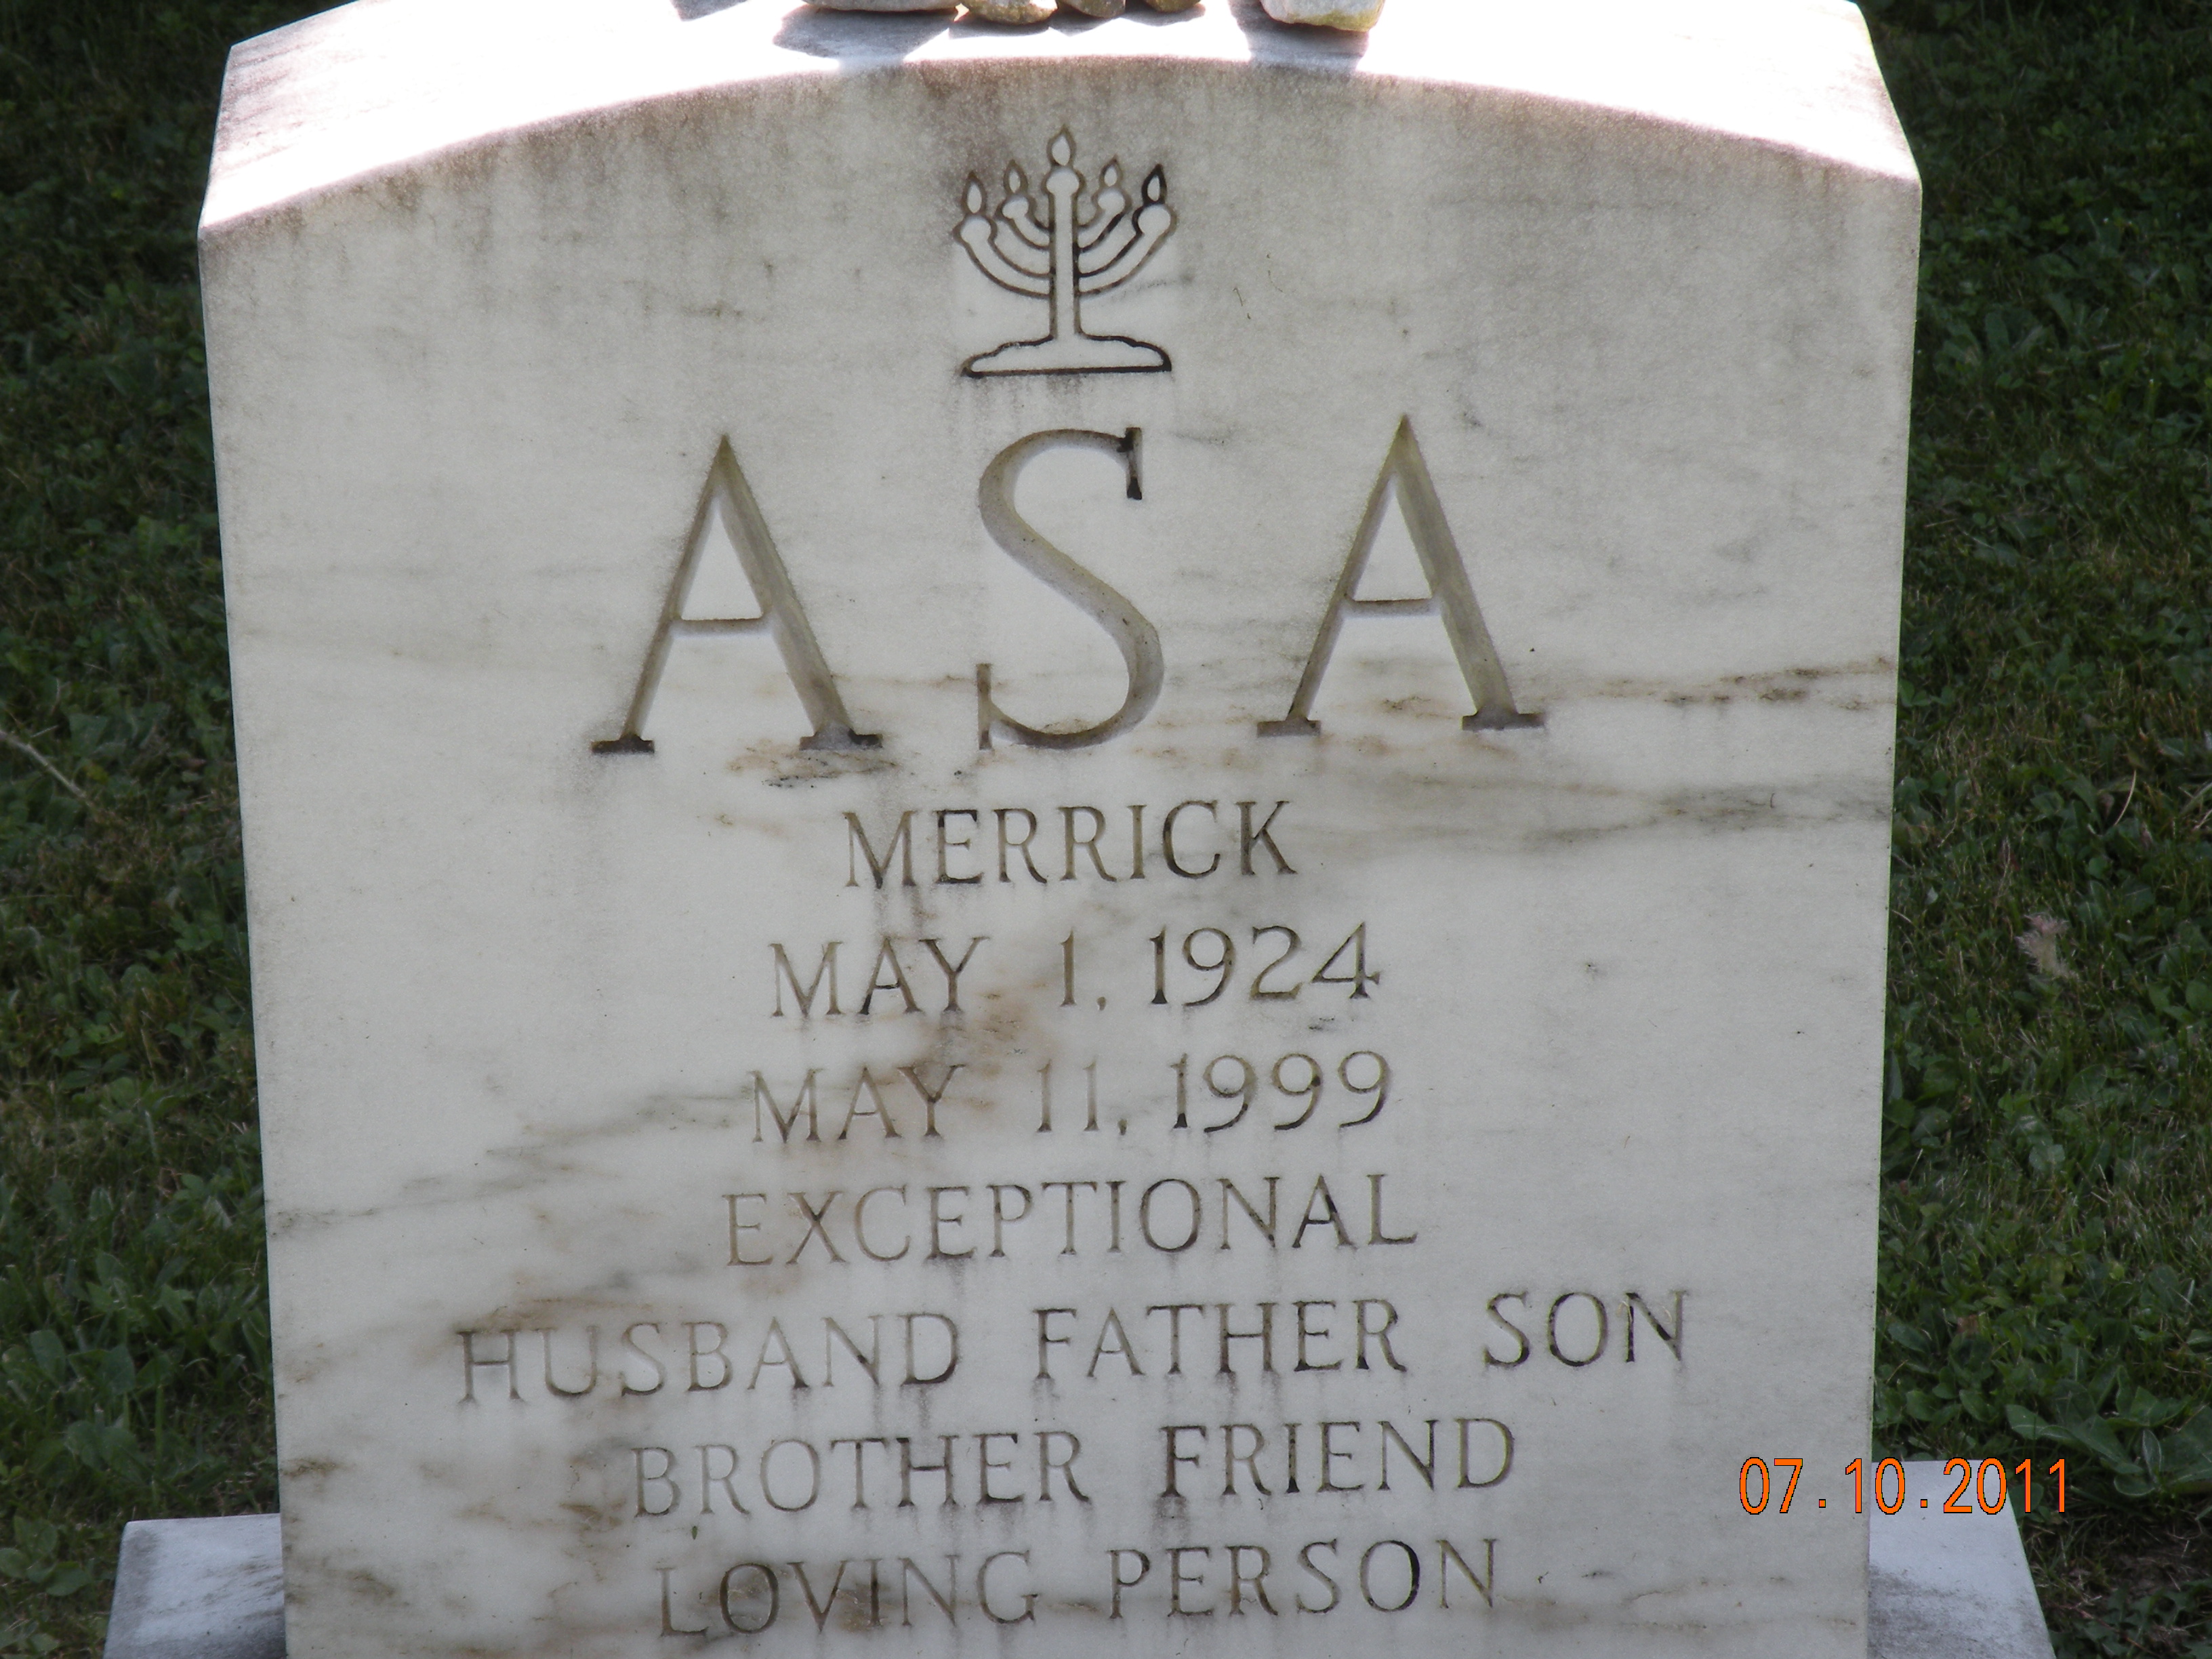 ASA
MERRICK
MAY 1, 1924
MAY 11, 1999
EXCEPTIONAL
HUSBAND FATHER SON
BROTHER FRIEND
LOVING PERSON
07.10.2011